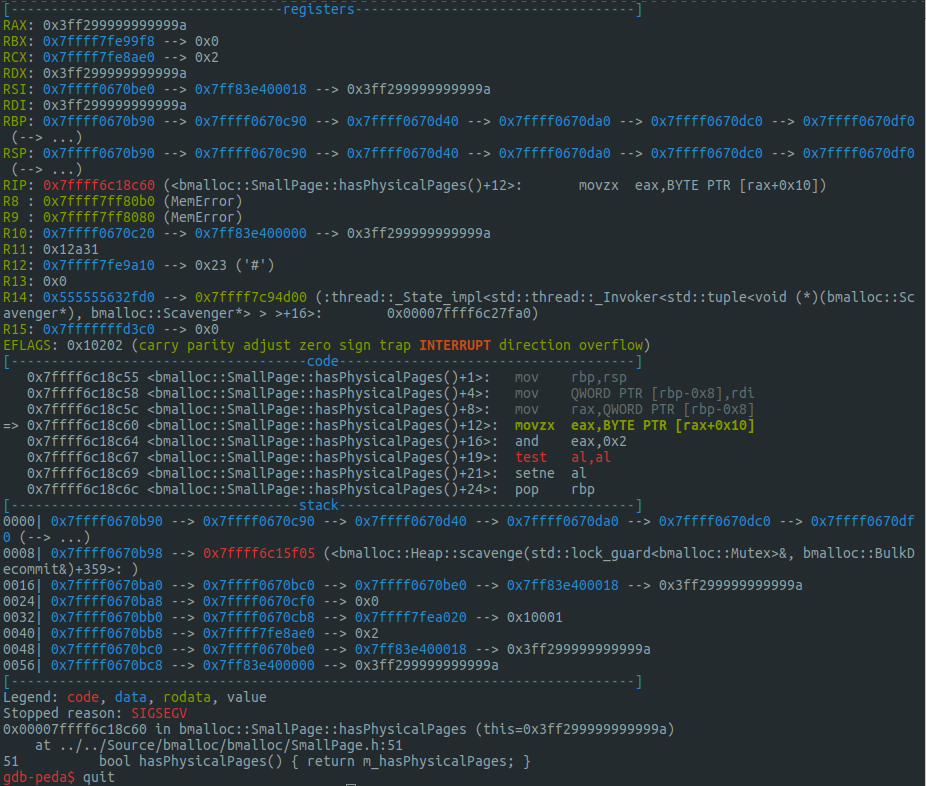 [----------------------------------registers-----------------------------------]
RAX: 0x3ff299999999999a
RBX: 0x7ffff7fe99f8 --> 0x0
RCX: 0x7ffff7fe8ae0 --> 0x2
RDX: 0x3ff299999999999a
RSI: 0x7ffff0670be0 --> 0x7ff83e400018 --> 0x3ff299999999999a
RDI: 0x3ff299999999999a
RBP: 0x7ffff0670b90 --> 0x7ffff0670c90 --> 0x7ffff0670d40 --> 0x7ffff0670da0 --> 0x7ffff0670dc0 --> 0x7ffff0670df0
(--> ...)
RSP: 0x7ffff0670b90 --> 0x7ffff0670c90 --> 0x7ffff0670d40 --> 0x7ffff0670da0 --> 0x7ffff0670dc0 --> 0x7ffff0670df0
(--> ...)
RIP: 0x7ffff6c18c60 (<bmalloc::SmallPage::hasPhysicalPages()+12>: movzx eax,BYTE PTR [rax+0x10])
R8 : 0x7ffff7ff80b0 (MemError)
R9 : 0x7ffff7ff8080 (MemError)
R10: 0x7ffff0670c20 --> 0x7ff83e400000 --> 0x3ff299999999999a
R11: 0x12a31
R12: 0x7ffff7fe9a10 --> 0x23 ('#')
R13: 0x0
R14: 0x555555632fd0 --> 0x7ffff7c94d00 (:thread::_State_impl<std::thread::_Invoker<std::tuple<void (*)(bmalloc::Sc
avenger*), bmalloc::Scavenger*> > >+16>: 0x00007ffff6c27fa0)
R15: 0x7fffffffd3c0 --> 0x0
EFLAGS: 0x10202 (carry parity adjust zero sign trap INTERRUPT direction overflow)
[-------------------------------------code-------------------------------------]
0x7ffff6c18c55 <bmalloc::SmallPage::hasPhysicalPages()+1>: mov rbp,rsp
0x7ffff6c18c58 <bmalloc::SmallPage::hasPhysicalPages()+4>: mov QWORD PTR [rbp-0x8],rdi
0x7ffff6c18c5c <bmalloc::SmallPage::hasPhysicalPages()+8>: mov rax,QWORD PTR [rbp-0x8]
=> 0x7ffff6c18c60 <bmalloc::SmallPage::hasPhysicalPages()+12>: movzx eax,BYTE PTR [rax+0x10]
0x7ffff6c18c64 <bmalloc::SmallPage::hasPhysicalPages()+16>: and eax,0x2
0x7ffff6c18c67 <bmalloc::SmallPage::hasPhysicalPages()+19>: test al,al
0x7ffff6c18c69 <bmalloc::SmallPage::hasPhysicalPages()+21>: setne al
0x7ffff6c18c6c <bmalloc::SmallPage::hasPhysicalPages()+24>: pop rbp
[------------------------------------stack-------------------------------------]
0000| 0x7ffff0670b90 --> 0x7ffff0670c90 --> 0x7ffff0670d40 --> 0x7ffff0670da0 --> 0x7ffff0670dc0 --> 0x7ffff0670df
0 (--> ...)
0008| 0x7ffff0670b98 --> 0x7ffff6c15f05 (<bmalloc::Heap::scavenge(std::lock_guard<bmalloc::Mutex>&, bmalloc::BulkD
ecommit&)+359>: )
0016| 0x7ffff0670ba0 --> 0x7ffff0670bc0 --> 0x7ffff0670be0 --> 0x7ff83e400018 --> 0x3ff299999999999a
0024| 0x7ffff0670ba8 --> 0x7ffff0670cf0 --> 0x0
0032| 0x7ffff0670bb0 --> 0x7ffff0670cb8 --> 0x7ffff7fea020 --> 0x10001
0040| 0x7ffff0670bb8 --> 0x7ffff7fe8ae0 --> 0x2
0048| 0x7ffff0670bc0 --> 0x7ffff0670be0 --> 0x7ff83e400018 --> 0x3ff299999999999a
0056| 0x7ffff0670bc8 --> 0x7ff83e400000 --> 0x3ff299999999999a
[------------------------------------------------------------------------------]
Legend: code, data, rodata, value
Stopped reason: SIGSEGV
0x00007ffff6c18c60 in bmalloc::SmallPage::hasPhysicalPages (this=0x3ff299999999999a)
at ../../Source/bmalloc/bmalloc/SmallPage.h:51
51 bool hasPhysicalPages() { return m_hasPhysicalPages; }
gdb-peda$ quit